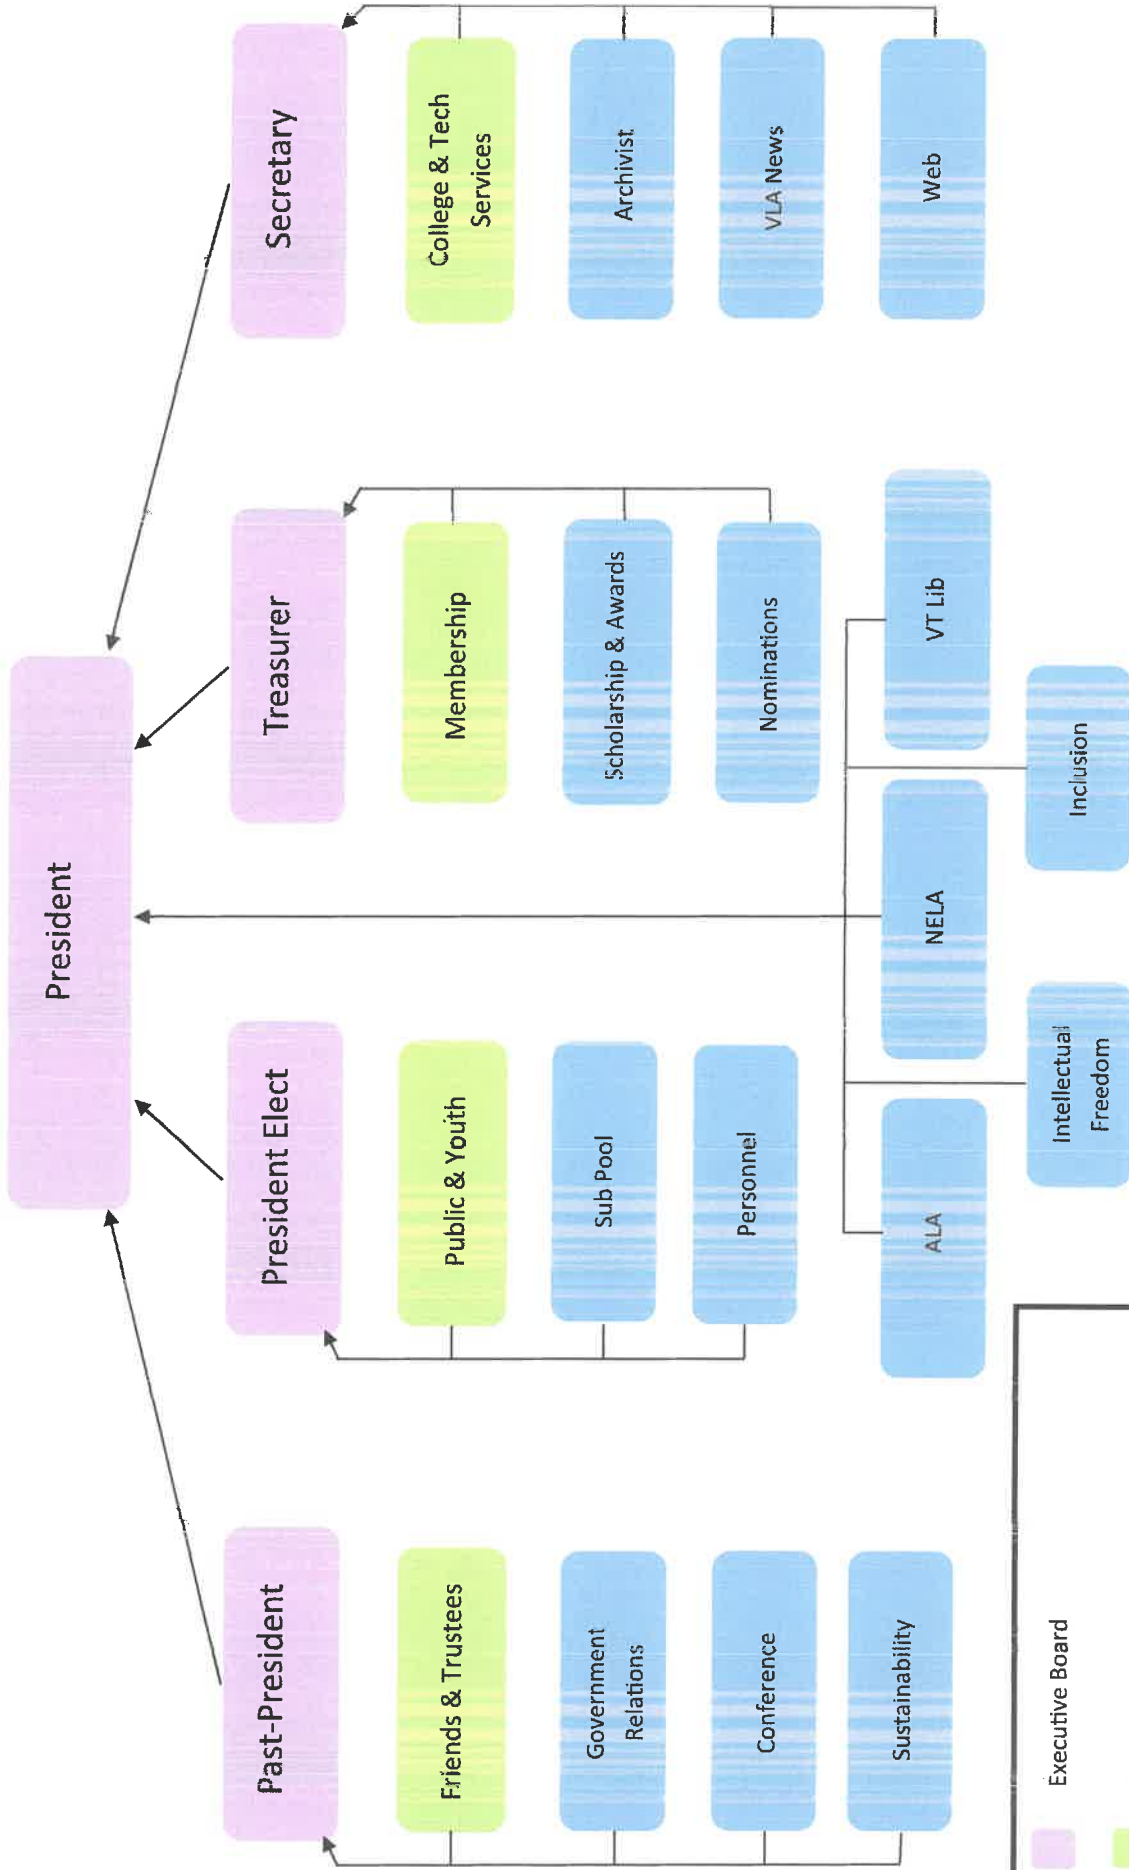 President
Past-President
President Elect
Treasurer
Secretary
Friends & Trustees
Public & Youth
Membership
College & Tech
Services
Government
Relations
Sub Pool
Scholarship & Awards
Archivist
Conference
Personnel
Nominations
VLA News
Sustainability
ALA
NELA
VT Lib
Web
Intellectual
Freedom
Inclusion
Executive Board